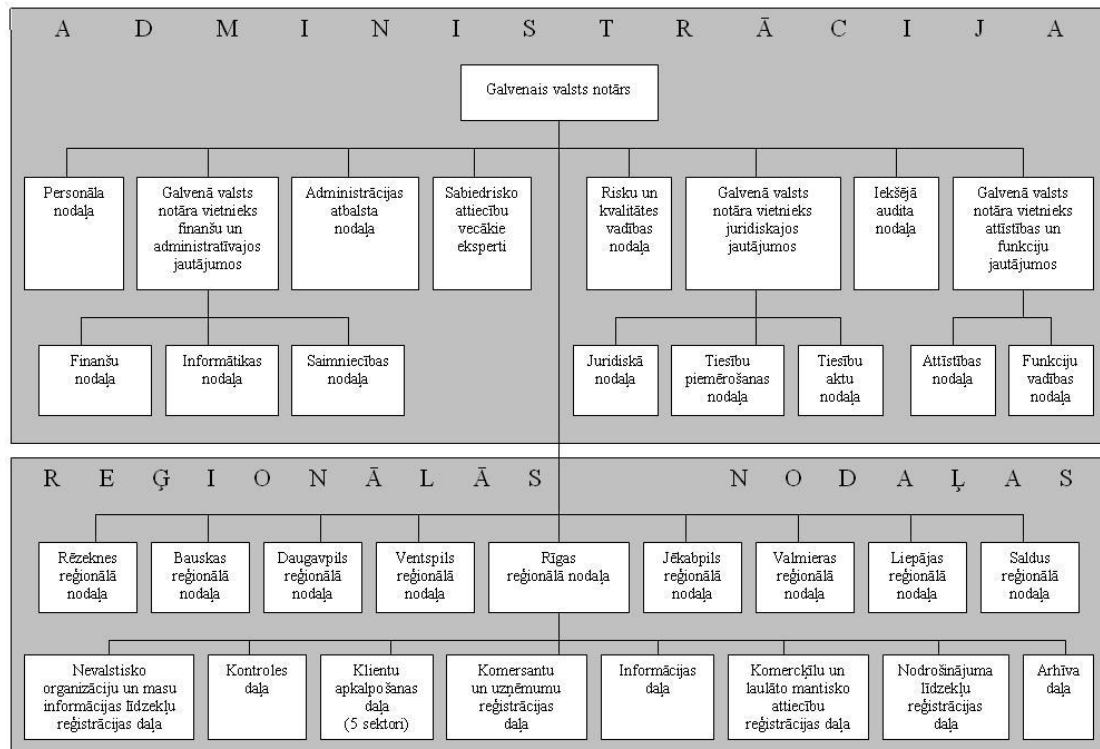 A D M I N I S T R Ā C I J A
Galvenais valsts notārs
Personāla
nodaļa
Galvenā valsts
notāra vietnieks
finanšu un
administratīvajos
jautājumos
Administrācijas
atbalsta
nodaļa
Sabiedrisko
attiecību
vecākie
eksperti
Risku un
kvalitātes
vadības
nodaļa
Galvenā valsts
notāra vietnieks
juridiskajos
jautājumos
Iekšējā
audita
nodaļa
Galvenā valsts
notāra vietnieks
attīstības un
funkciju
jautājumos
Finanšu
nodaļa
Informātikas
nodaļa
Saimniecības
nodaļa
Juridiskā
nodaļa
Tiesību
piemērošanas
nodaļa
Tiesību
aktu
nodaļa
Attīstības
nodaļa
Funkciju
vadības
nodaļa
R E Ģ I O N Ā L Ā S N O D A Ļ A S
Rēzeknes
reģionālā
nodaļa
Bauskas
reģionālā
nodaļa
Daugavpils
reģionālā
nodaļa
Ventspils
reģionālā
nodaļa
Rīgas
reģionālā nodaļa
Jēkabpils
reģionālā
nodaļa
Valmieras
reģionālā
nodaļa
Liepājas
reģionālā
nodaļa
Saldus
reģionālā
nodaļa
Nevalstisko
organizāciju un masu
informācijas līdzekļu
reģistrācijas daļa
Kontroles
daļa
Klientu
apkalpošanas
daļa
(5 sektori)
Komersantu
un uzņēmumu
reģistrācijas
daļa
Informācijas
daļa
Komercķīlu un
laulāto mantisko
attiecību
reģistrācijas daļa
Nodrošinājuma
līdzekļu
reģistrācijas
daļa
Arhīva
daļa